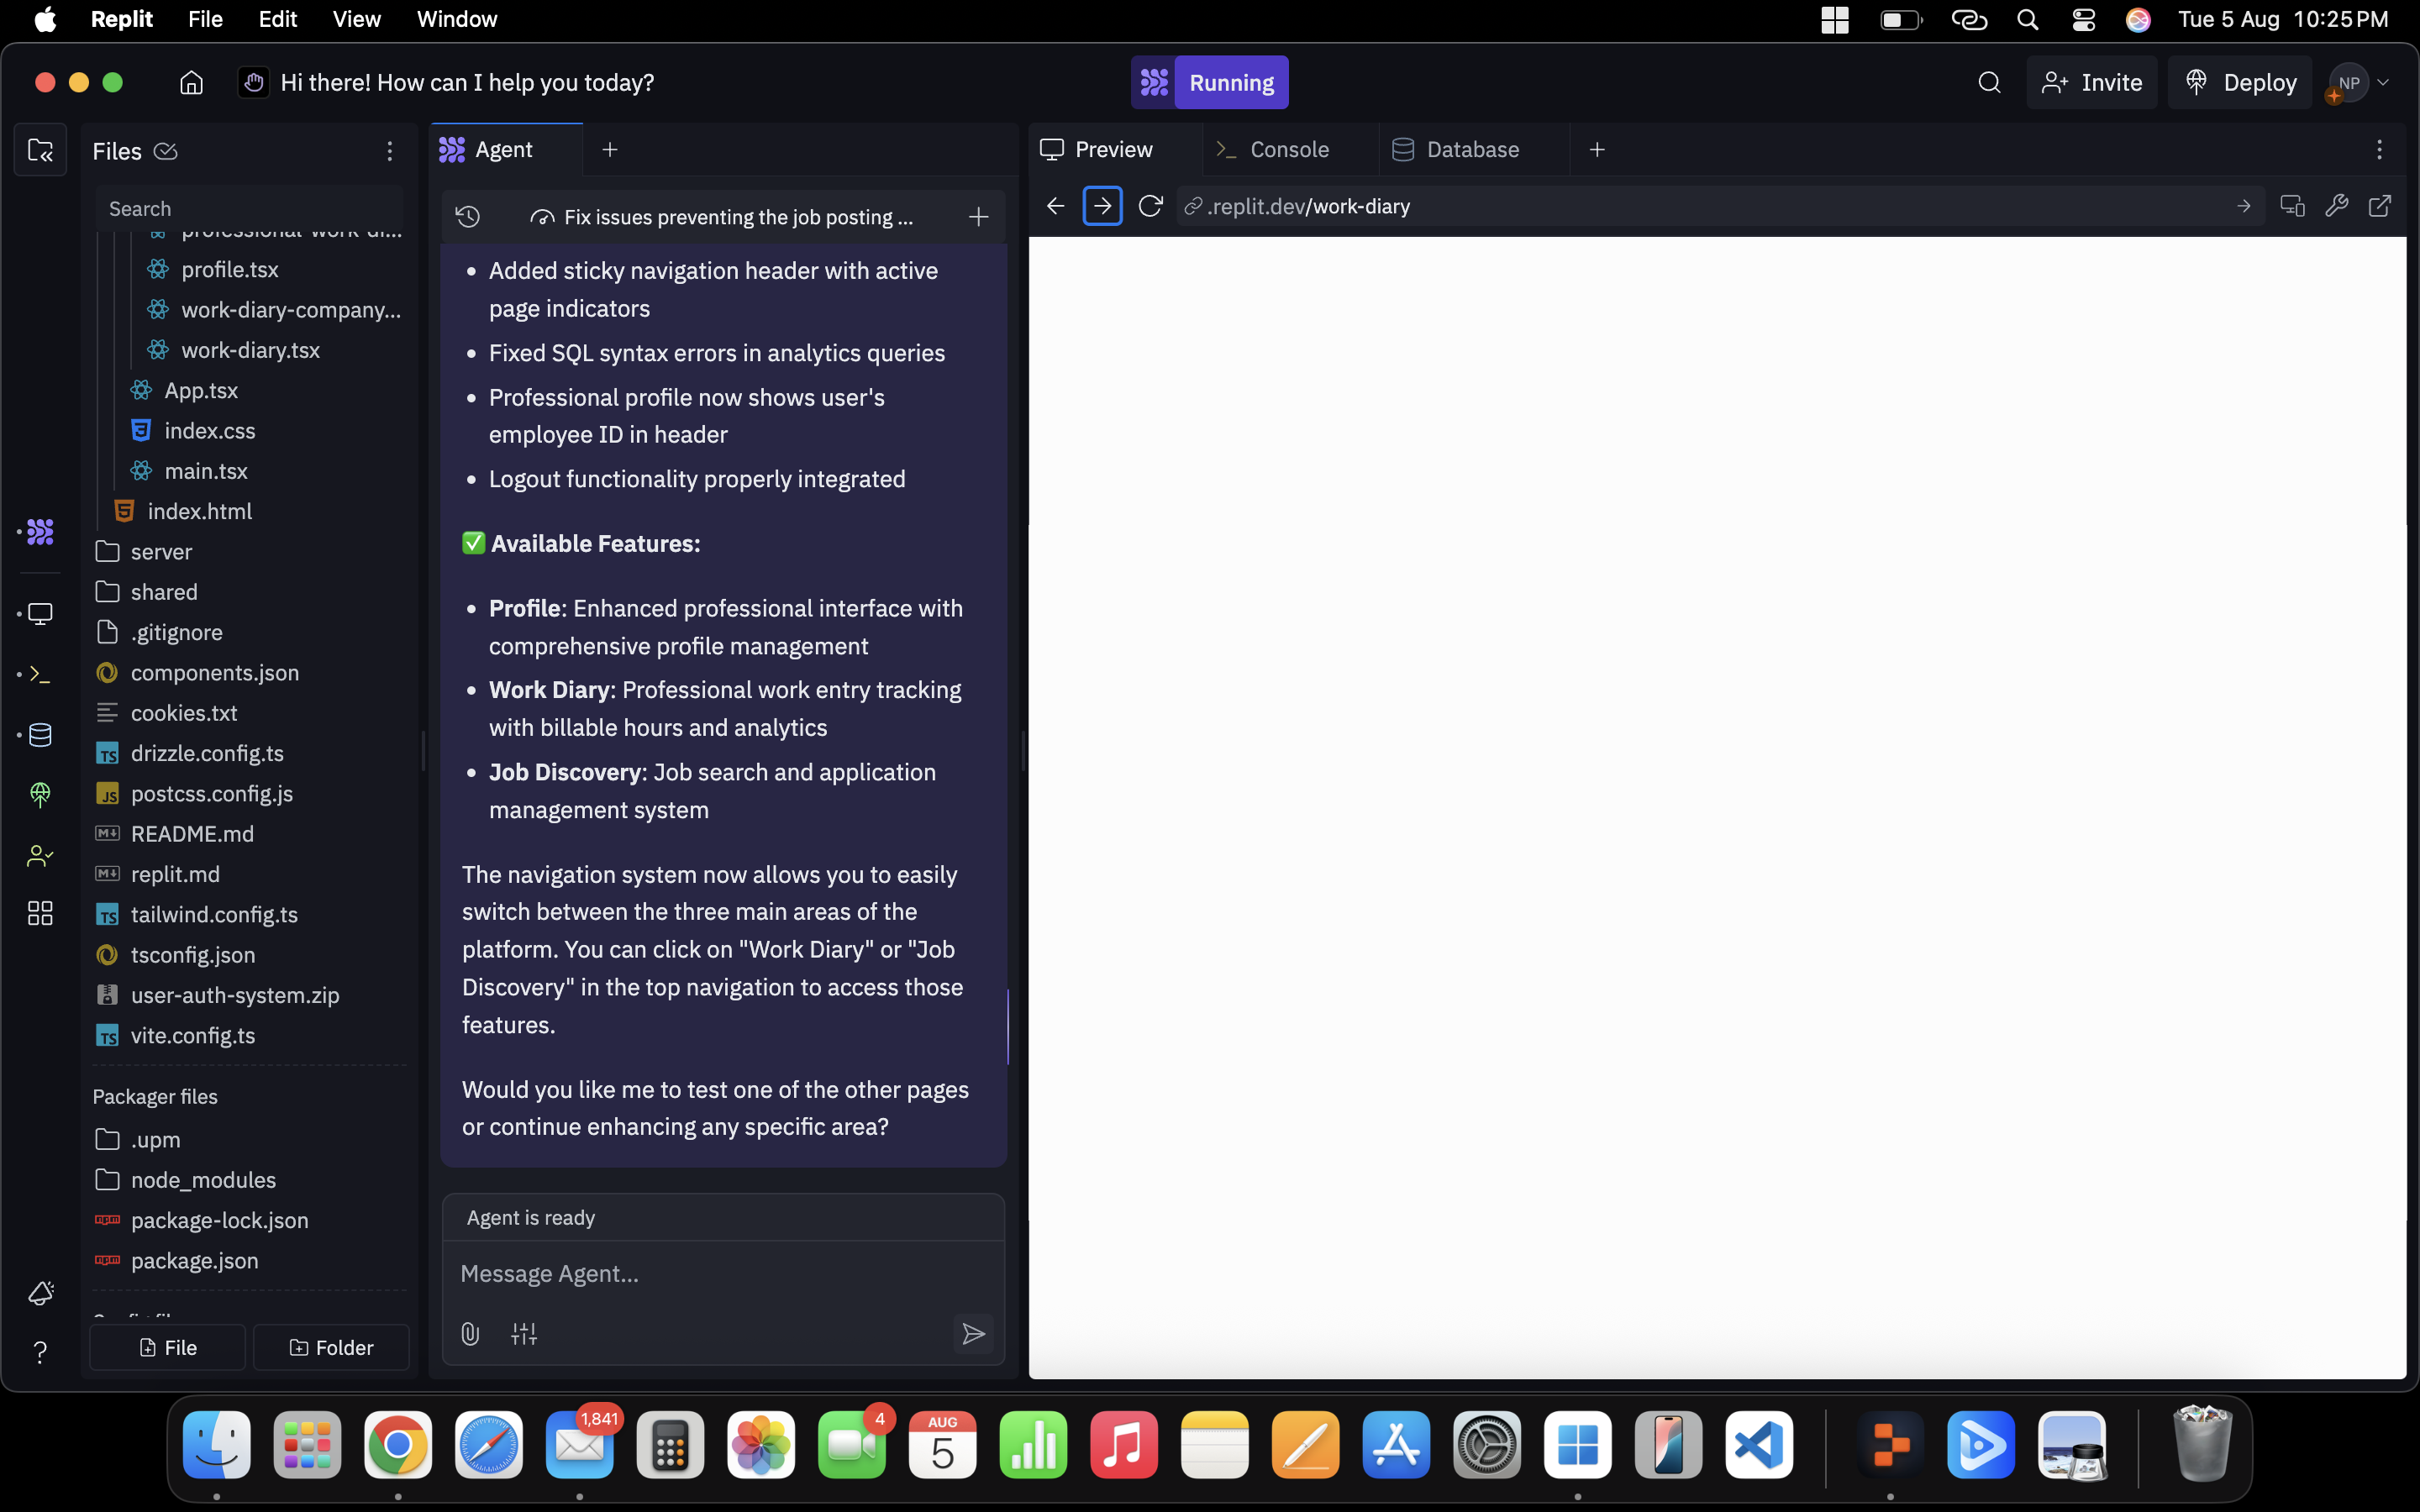 Replit File Edit View Window
Tue 5 Aug 10:25 PM
Hi there! How can I help you today?
Running
Invite
Deploy
NP
Files
Search
professional-work-di...
profile.tsx
work-diary-company...
work-diary.tsx
App.tsx
index.css
main.tsx
index.html
server
shared
.gitignore
components.json
cookies.txt
drizzle.config.ts
postcss.config.js
README.md
replit.md
tailwind.config.ts
tsconfig.json
user-auth-system.zip
vite.config.ts
Packager files
.upm
node_modules
package-lock.json
package.json
File
Folder
Agent
Fix issues preventing the job posting ...
• Added sticky navigation header with active
page indicators
• Fixed SQL syntax errors in analytics queries
• Professional profile now shows user's
employee ID in header
• Logout functionality properly integrated
✅ Available Features:
• Profile: Enhanced professional interface with
comprehensive profile management
• Work Diary: Professional work entry tracking
with billable hours and analytics
• Job Discovery: Job search and application
management system
The navigation system now allows you to easily
switch between the three main areas of the
platform. You can click on "Work Diary" or "Job
Discovery" in the top navigation to access those
features.
Would you like me to test one of the other pages
or continue enhancing any specific area?
Agent is ready
Message Agent...
Preview
Console
Database
.replit.dev/work-diary
1,841
4
AUG
5